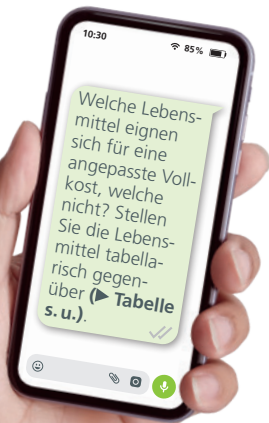 10:30
85%
Welche Lebens-
mittel eignen
sich für eine
angepasste Voll-
kost, welche
nicht? Stellen
Sie die Lebens-
mittel tabella-
risch gegen-
über (▶ Tabelle
s. u.).